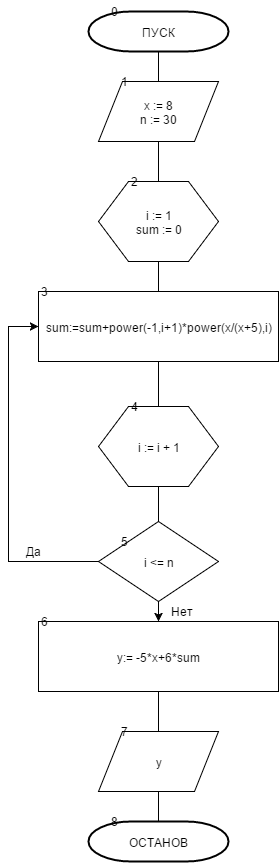 0
ПУСК
1
x := 8
n := 30
2
i := 1
sum := 0
3
sum:=sum+power(-1,i+1)*power(x/(x+5),i)
4
i := i + 1
5
i <= n
Да
Нет
6
y:= -5*x+6*sum
7
y
8
ОСТАНОВ